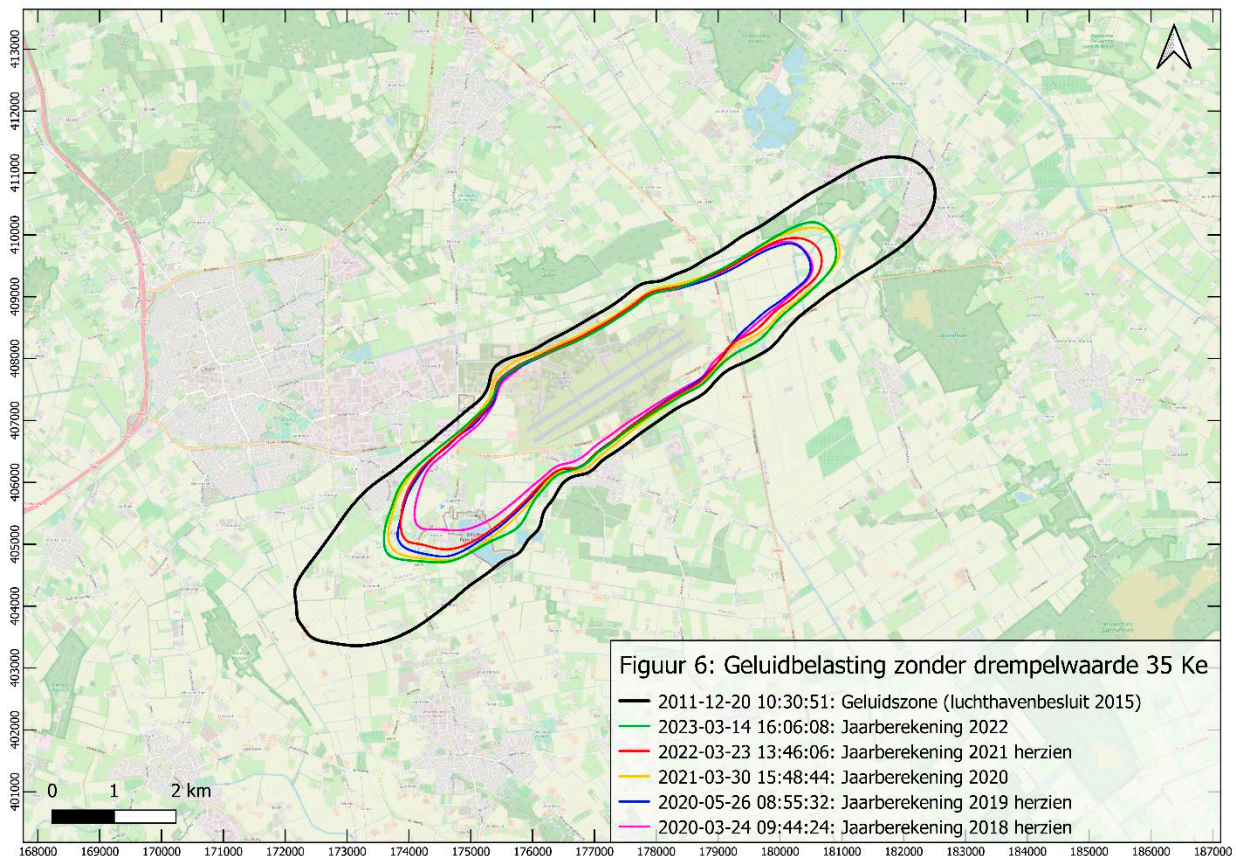 413000
412000
411000
410000
409000
408000
407000
406000
405000
404000
403000
402000
401000
Figuur 6: Geluidbelasting zonder drempelwaarde 35 Ke
2011-12-20 10:30:51: Geluidszone (luchthavenbesluit 2015)
2023-03-14 16:06:08: Jaarberekening 2022
2022-03-23 13:46:06: Jaarberekening 2021 herzien
2021-03-30 15:48:44: Jaarberekening 2020
2020-05-26 08:55:32: Jaarberekening 2019 herzien
2020-03-24 09:44:24: Jaarberekening 2018 herzien
0 1 2 km
168000 169000 170000 171000 172000 173000 174000 175000 176000 177000 178000 179000 180000 181000 182000 183000 184000 185000 186000 187000